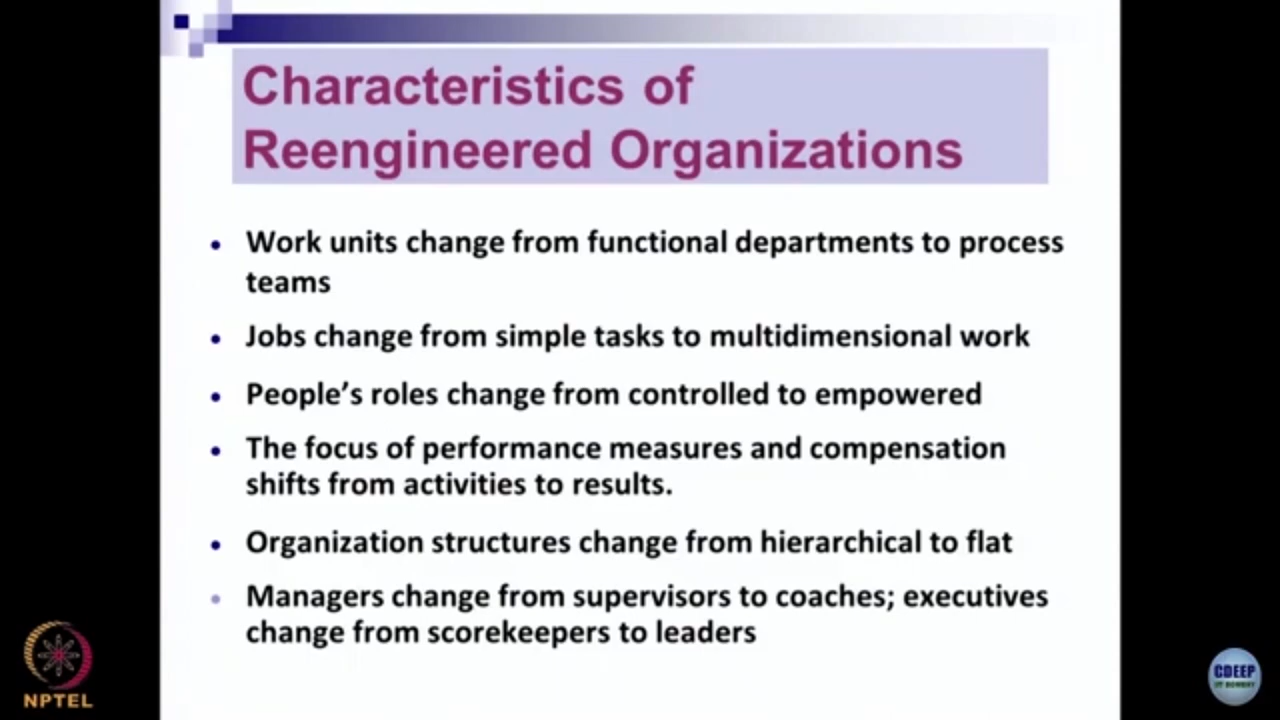 Characteristics of
Reengineered Organizations
• Work units change from functional departments to process
teams
• Jobs change from simple tasks to multidimensional work
• People’s roles change from controlled to empowered
• The focus of performance measures and compensation
shifts from activities to results.
• Organization structures change from hierarchical to flat
• Managers change from supervisors to coaches; executives
change from scorekeepers to leaders
NPTEL
CDEEP
IIT BOMBAY